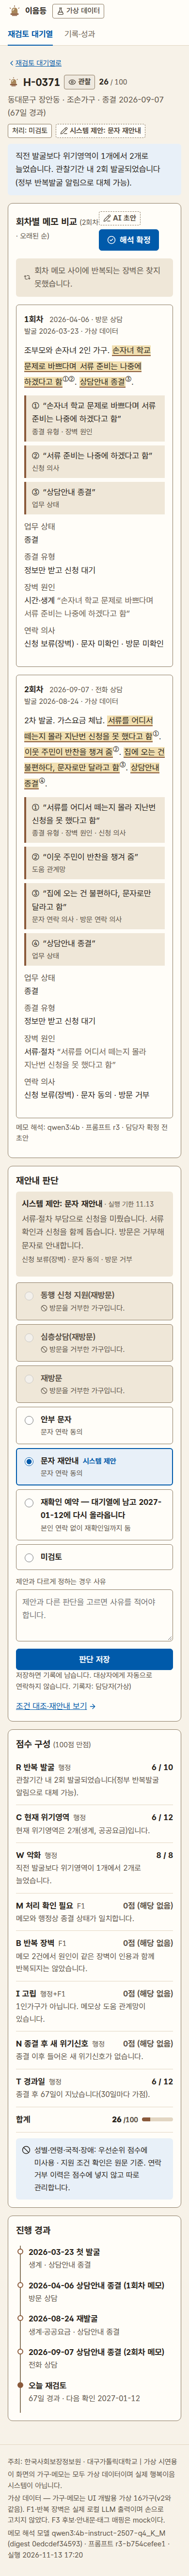 이음동 가상 데이터
재검토 대기열 기록·성과
재검토 대기열로
H-0371 관찰 26 / 100
동대문구 장안동 · 조손가구 · 종결 2026-09-07
(67일 경과)
처리: 미검토 시스템 제안: 문자 재안내
직전 발굴보다 위기영역이 1개에서 2개로
늘었습니다. 관찰기간 내 2회 발굴되었습니다
(정부 반복발굴 알림으로 대체 가능).
회차별 메모 비교 (2회차 · 오래된 순)
AI 초안
해석 확정
회차 메모 사이에 반복되는 장벽은 찾지
못했습니다.
1회차 2026-04-06 · 방문 상담
발굴 2026-03-23 · 가상 데이터
조부모와 손자녀 2인 가구. 손자녀 학교
문제로 바쁘다며 서류 준비는 나중에
하겠다고 함①②. 상담안내 종결③.
① “손자녀 학교 문제로 바쁘다며 서류
준비는 나중에 하겠다고 함”
종결 유형 · 장벽 원인
② “서류 준비는 나중에 하겠다고 함”
신청 의사
③ “상담안내 종결”
업무 상태
업무 상태
종결
종결 유형
정보만 받고 신청 대기
장벽 원인
시간·생계 “손자녀 학교 문제로 바쁘다며
서류 준비는 나중에 하겠다고 함”
연락 의사
신청 보류(장벽) · 문자 미확인 · 방문 미확인
2회차 2026-09-07 · 전화 상담
발굴 2026-08-24 · 가상 데이터
2차 발굴. 가스요금 체납. 서류를 어디서
떼는지 몰라 지난번 신청을 못 했다고 함①.
이웃 주민이 반찬을 챙겨 줌②. 집에 오는 건
불편하다, 문자로만 달라고 함③. 상담안내
종결④.
① “서류를 어디서 떼는지 몰라 지난번
신청을 못 했다고 함”
종결 유형 · 장벽 원인 · 신청 의사
② “이웃 주민이 반찬을 챙겨 줌”
도움 관계망
③ “집에 오는 건 불편하다, 문자로만
달라고 함”
문자 연락 의사 · 방문 연락 의사
④ “상담안내 종결”
업무 상태
업무 상태
종결
종결 유형
정보만 받고 신청 대기
장벽 원인
서류·절차 “서류를 어디서 떼는지 몰라
지난번 신청을 못 했다고 함”
연락 의사
신청 보류(장벽) · 문자 동의 · 방문 거부
메모 해석: qwen3:4b · 프롬프트 r3 · 담당자 확정 전
초안
재안내 판단
시스템 제안: 문자 재안내 · 실행 기한 11.13
서류·절차 부담으로 신청을 미뤘습니다. 서류
확인과 신청을 함께 돕습니다. 방문은 거부해
문자로 안내합니다.
신청 보류(장벽) · 문자 동의 · 방문 거부
동행 신청 지원(재방문)
방문을 거부한 가구입니다.
심층상담(재방문)
방문을 거부한 가구입니다.
재방문
방문을 거부한 가구입니다.
안부 문자
문자 연락 동의
문자 재안내 시스템 제안
문자 연락 동의
재확인 예약 — 대기열에 남고 2027-
01-12에 다시 올라옵니다
본인 연락 없이 재확인일까지 둠
미검토
제안과 다르게 정하는 경우 사유
제안과 다른 판단을 고르면 사유를 적어야
합니다.
판단 저장
저장하면 기록에 남습니다. 대상자에게 자동으로
연락하지 않습니다. 기록자: 담당자(가상)
조건 대조·재안내 보기 →
점수 구성 (100점 만점)
R 반복 발굴 행정 6 / 10
관찰기간 내 2회 발굴되었습니다(정부 반복발굴
알림으로 대체 가능).
C 현재 위기영역 행정 6 / 12
현재 위기영역은 2개(생계, 공공요금)입니다.
W 악화 행정 8 / 8
직전 발굴보다 위기영역이 1개에서 2개로
늘었습니다.
M 처리 확인 필요 F1 0점 (해당 없음)
메모와 행정상 종결 상태가 일치합니다.
B 반복 장벽 F1 0점 (해당 없음)
메모 2건에서 원인이 같은 장벽이 인용과 함께
반복되지는 않았습니다.
I 고립 행정+F1 0점 (해당 없음)
1인가구가 아닙니다. 메모상 도움 관계망이
있습니다.
N 종결 후 새 위기신호 행정 0점 (해당 없음)
종결 이후 들어온 새 위기신호가 없습니다.
T 경과일 행정 6 / 12
종결 후 67일이 지났습니다(30일마다 가점).
합계 26 /100
성별·연령·국적·장애: 우선순위 점수에
미사용 · 지원 조건 확인은 원문 기준. 연락
거부 이력은 점수에 넣지 않고 따로
관리합니다.
진행 경과
2026-03-23 첫 발굴
생계 · 상담안내 종결
2026-04-06 상담안내 종결 (1회차 메모)
방문 상담
2026-08-24 재발굴
생계·공공요금 · 상담안내 종결
2026-09-07 상담안내 종결 (2회차 메모)
전화 상담
오늘 재검토
67일 경과 · 다음 확인 2027-01-12
주최: 한국사회보장정보원 · 대구가톨릭대학교 | 가상 시연용
이 화면의 가구·메모는 모두 가상 데이터이며 실제 행복이음
시스템이 아닙니다.
가상 데이터 — 가구·메모는 UI 개발용 가상 16가구(v2와
같음). F1·반복 장벽은 실제 로컬 LLM 출력이며 손으로
고치지 않았다. F3 후보·안내문·태그 매핑은 mock이다.
메모 해석 모델 qwen3:4b-instruct-2507-q4_K_M
(digest 0edcdef34593) · 프롬프트 r3-b754cefee1 ·
실행 2026-11-13 17:20